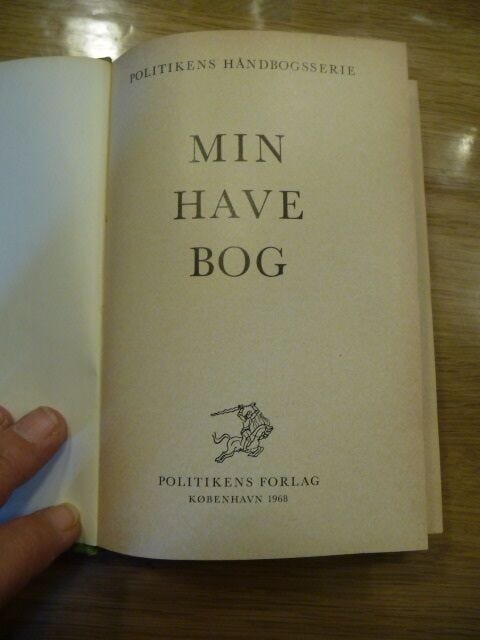 POLITIKENS HÅNDBOGSSERIE
MIN
HAVE
BOG
POLITIKENS FORLAG
KØBENHAVN 1968